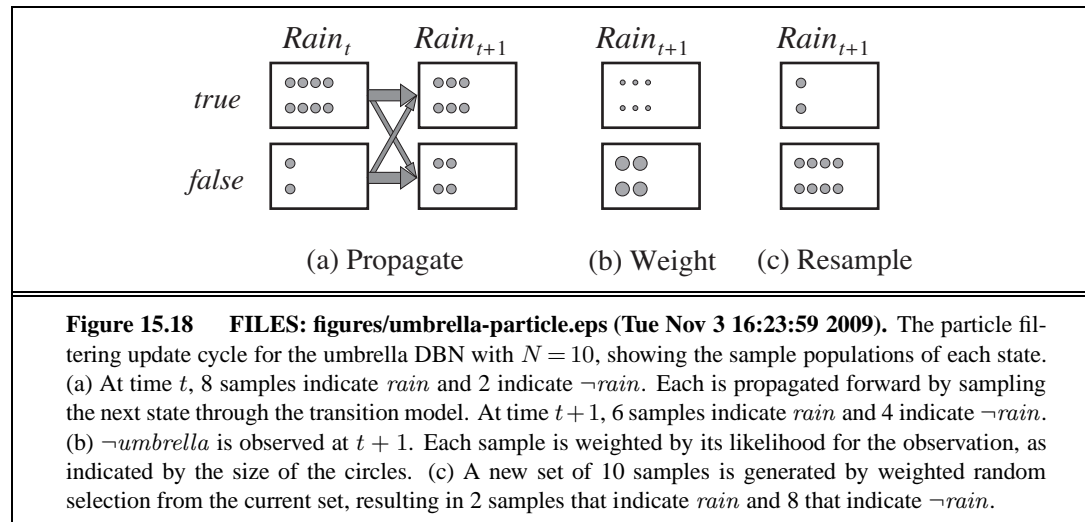 Rain_t Rain_{t+1} Rain_{t+1} Rain_{t+1}
true
false
(a) Propagate (b) Weight (c) Resample
Figure 15.18 FILES: figures/umbrella-particle.eps (Tue Nov 3 16:23:59 2009). The particle fil-
tering update cycle for the umbrella DBN with N = 10, showing the sample populations of each state.
(a) At time t, 8 samples indicate rain and 2 indicate ¬rain. Each is propagated forward by sampling
the next state through the transition model. At time t+1, 6 samples indicate rain and 4 indicate ¬rain.
(b) ¬umbrella is observed at t + 1. Each sample is weighted by its likelihood for the observation, as
indicated by the size of the circles. (c) A new set of 10 samples is generated by weighted random
selection from the current set, resulting in 2 samples that indicate rain and 8 that indicate ¬rain.